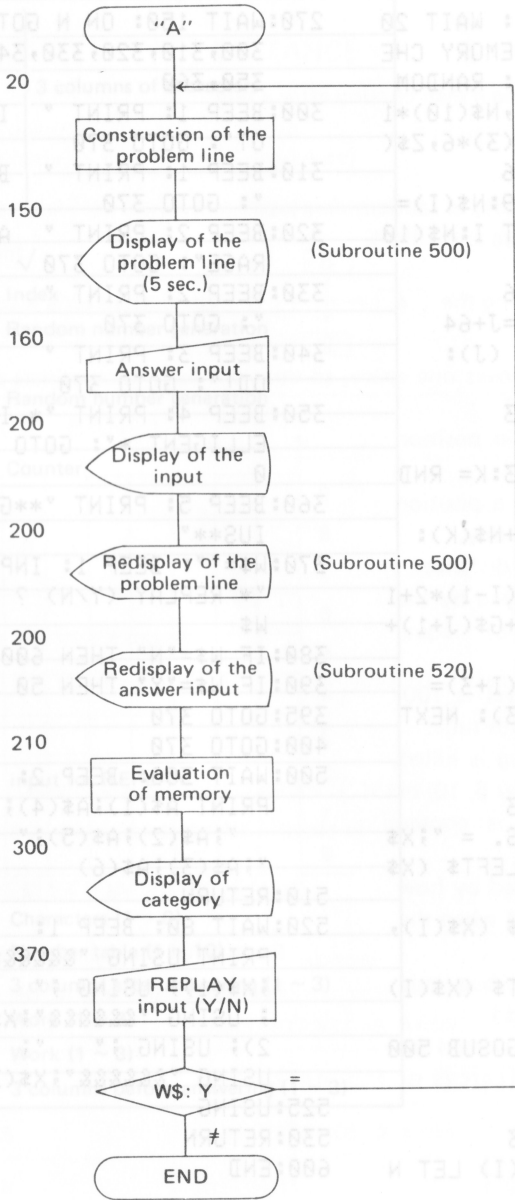 "A"
20
Construction of the
problem line
150
Display of the
problem line
(5 sec.)
(Subroutine 500)
160
Answer input
200
Display of the
input
200
Redisplay of the
problem line
(Subroutine 500)
200
Redisplay of the
answer input
(Subroutine 520)
210
Evaluation
of memory
300
Display of
category
370
REPLAY
input (Y/N)
W$: Y
=
≠
END